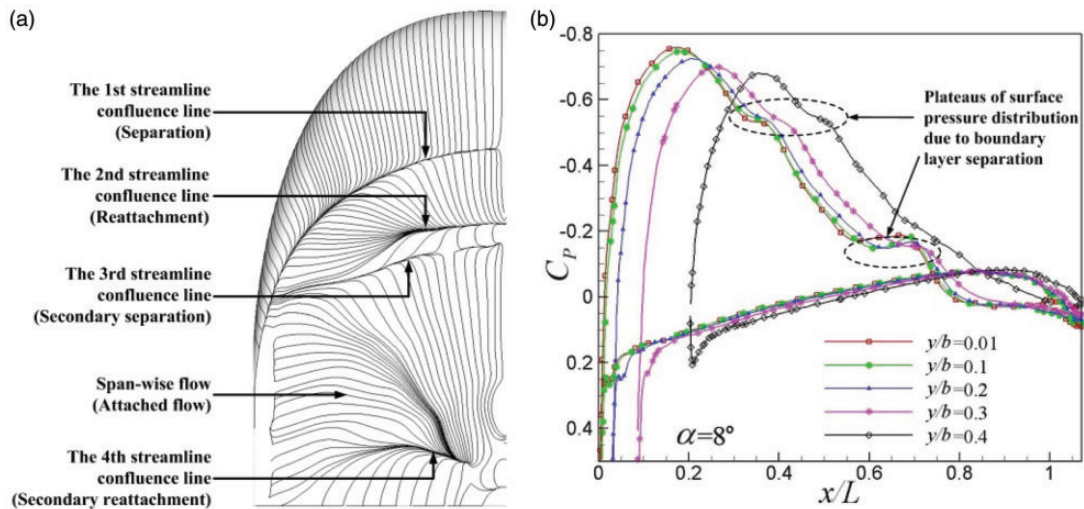 (a)
The 1st streamline
confluence line
(Separation)
The 2nd streamline
confluence line
(Reattachment)
The 3rd streamline
confluence line
(Secondary separation)
Span-wise flow
(Attached flow)
The 4th streamline
confluence line
(Secondary reattachment)
(b)
-0.8
-0.6
-0.4
-0.2
0
0.2
0.4
C_P
Plateaus of surface
pressure distribution
due to boundary
layer separation
y/b=0.01
y/b=0.1
y/b=0.2
y/b=0.3
y/b=0.4
α=8°
0 0.2 0.4 0.6 0.8 1
x/L